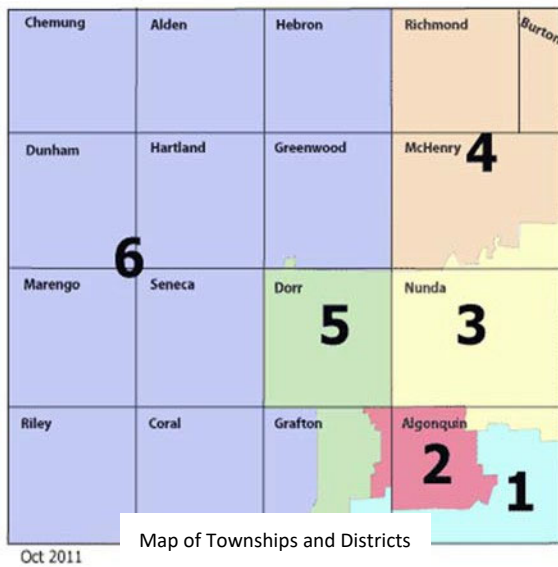 Chemung Alden Hebron Richmond Burton
Dunham Hartland Greenwood McHenry 4
6
Marengo Seneca Dorr Nunda
5 3
Riley Coral Grafton Algonquin
2 1
Map of Townships and Districts
Oct 2011